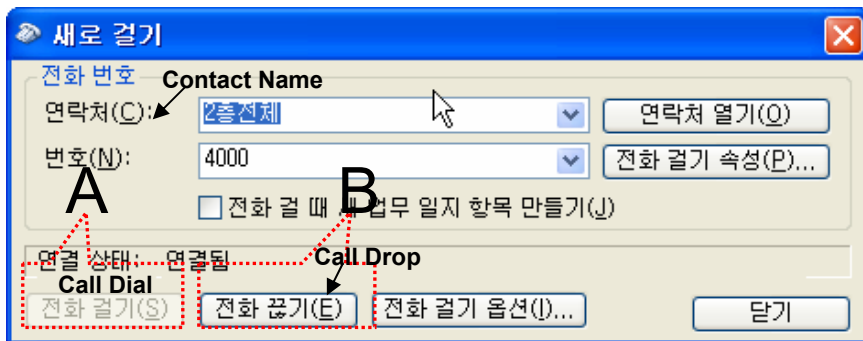 새로 걸기
전화 번호 Contact Name
연락처(C): 2층전체 연락처 열기(O)
번호(N): 4000 전화 걸기 속성(P)...
A B
전화 걸 때 새 업무 일지 항목 만들기(J)
연결 상태: 연결됨 Call Drop
Call Dial
전화 걸기(S) 전화 끊기(E) 전화 걸기 옵션(I)... 닫기